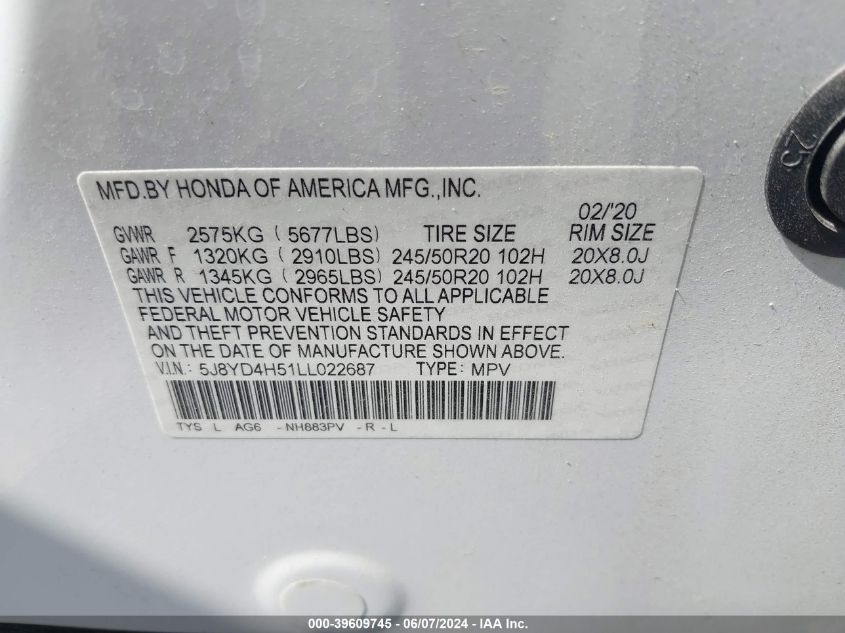 MFD.BY HONDA OF AMERICA MFG.,INC.
02/'20
GVWR 2575KG ( 5677LBS) TIRE SIZE RIM SIZE
GAWR F 1320KG ( 2910LBS) 245/50R20 102H 20X8.0J
GAWR R 1345KG ( 2965LBS) 245/50R20 102H 20X8.0J
THIS VEHICLE CONFORMS TO ALL APPLICABLE
FEDERAL MOTOR VEHICLE SAFETY
AND THEFT PREVENTION STANDARDS IN EFFECT
ON THE DATE OF MANUFACTURE SHOWN ABOVE.
V.I.N.: 5J8YD4H51LL022687 TYPE: MPV
TYS L AG6 -NH883PV -R-L
25
000-39609745 - 06/07/2024 - IAA Inc.